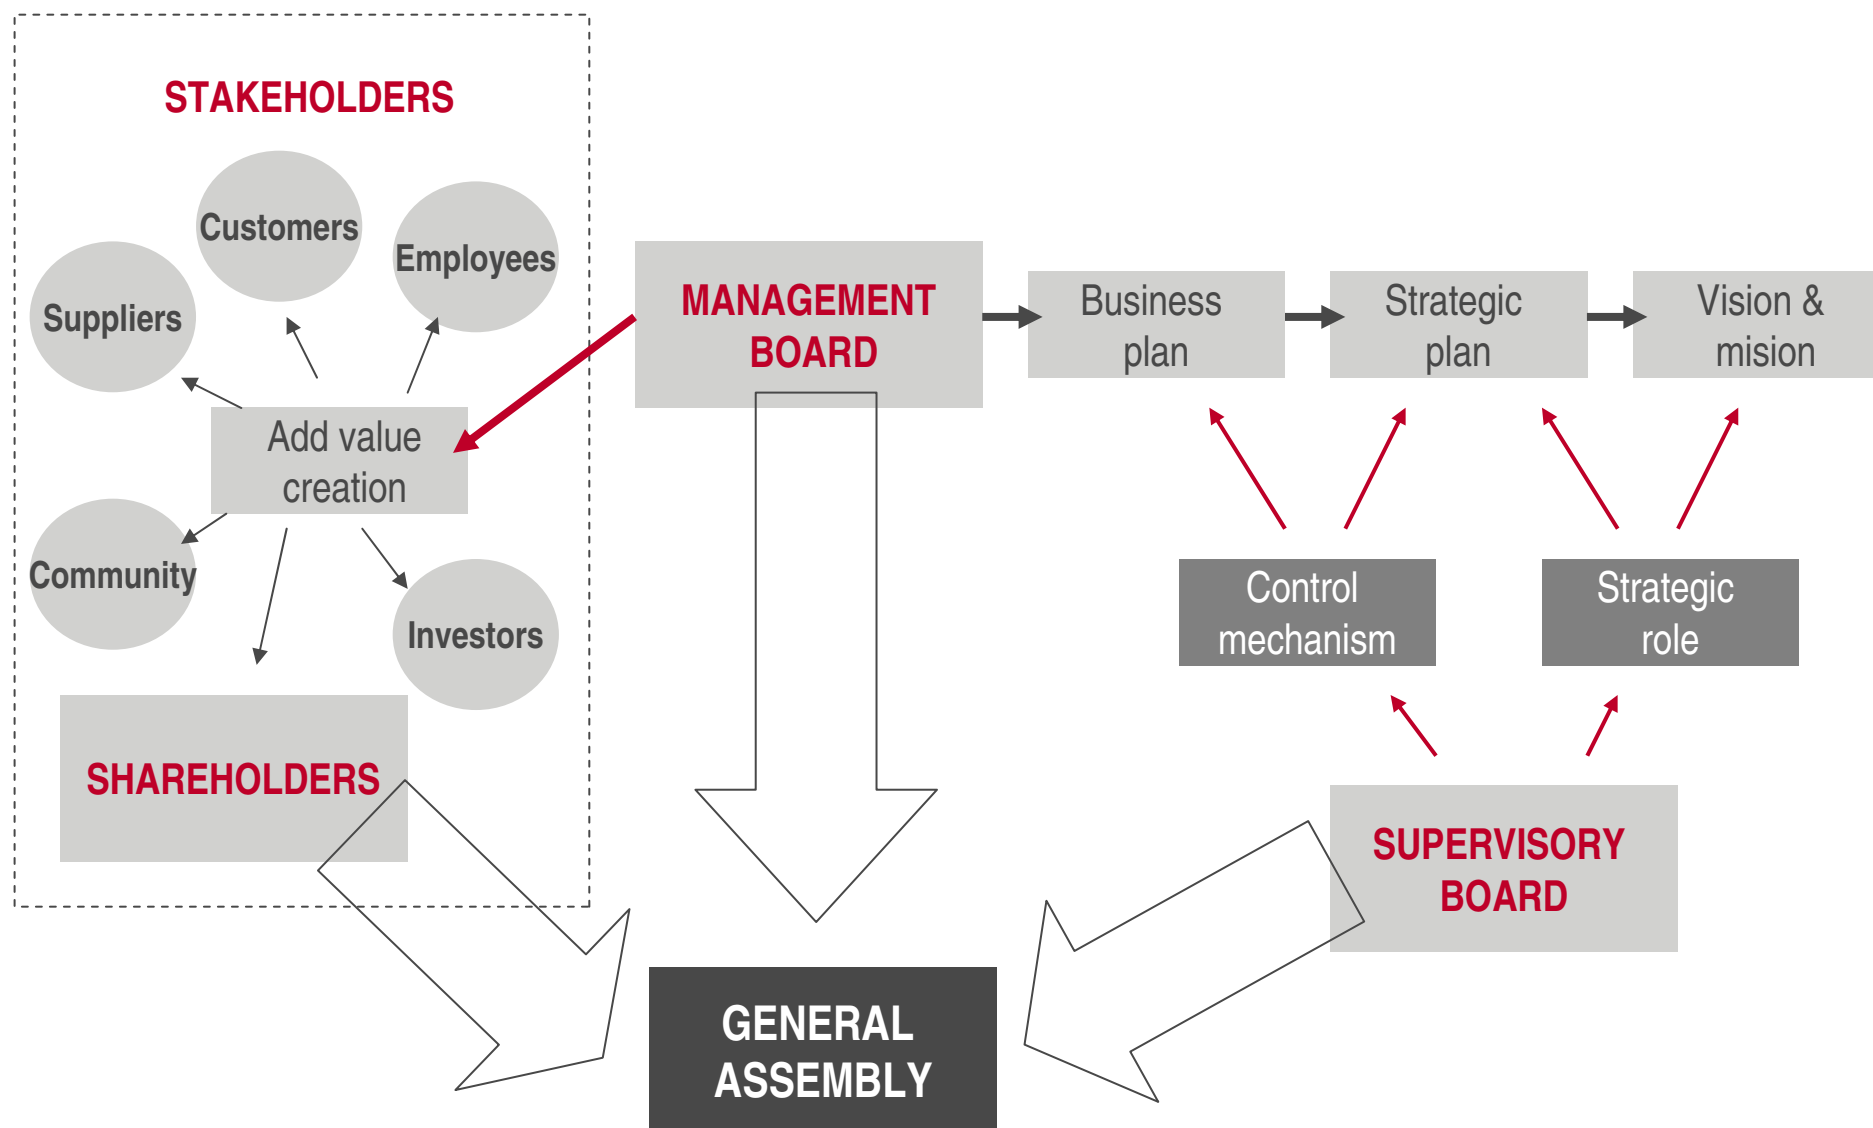 STAKEHOLDERS
Customers
Employees
Suppliers
Add value
creation
Community
Investors
SHAREHOLDERS
MANAGEMENT
BOARD
Business
plan
Strategic
plan
Vision &
mision
Control
mechanism
Strategic
role
SUPERVISORY
BOARD
GENERAL
ASSEMBLY